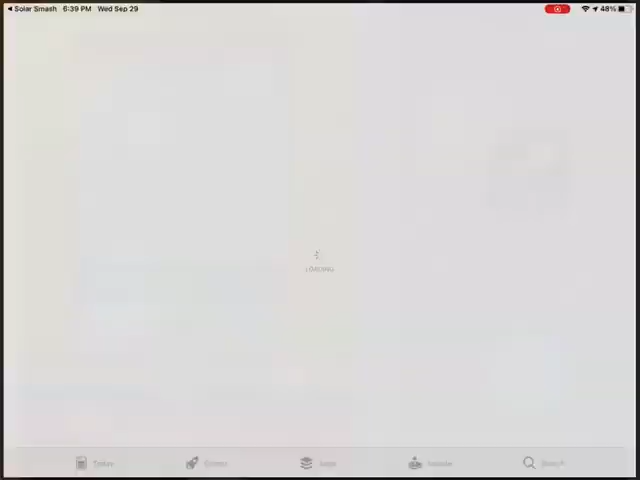 Solar Smash 6:39 PM Wed Sep 29 48%
LOADING
Today Games Apps Arcade Search